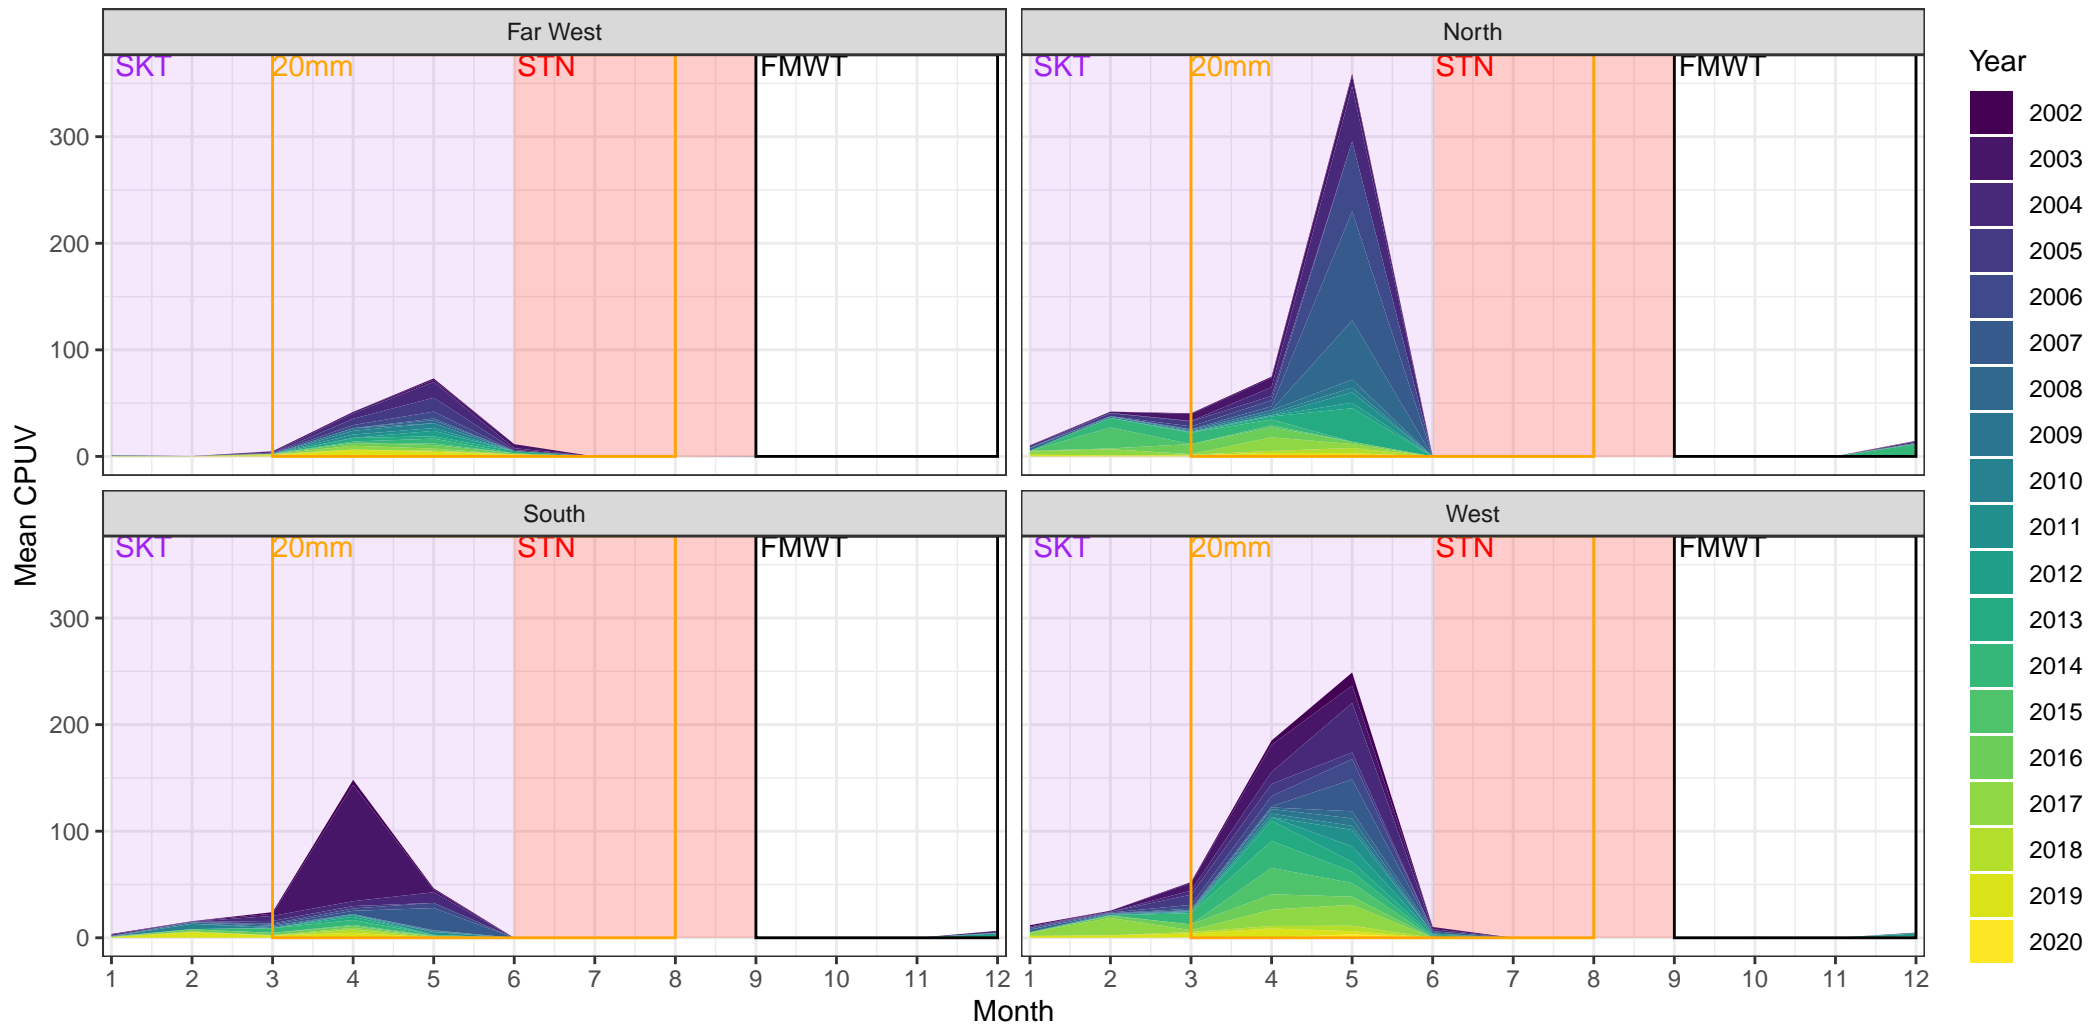 Far West
North
SKT 20mm STN FMWT
SKT 20mm STN FMWT
300
200
100
0
South
West
SKT 20mm STN FMWT
SKT 20mm STN FMWT
300
200
100
0
1 2 3 4 5 6 7 8 9 10 11 12
1 2 3 4 5 6 7 8 9 10 11 12
Month
Mean CPUV
Year
2002
2003
2004
2005
2006
2007
2008
2009
2010
2011
2012
2013
2014
2015
2016
2017
2018
2019
2020